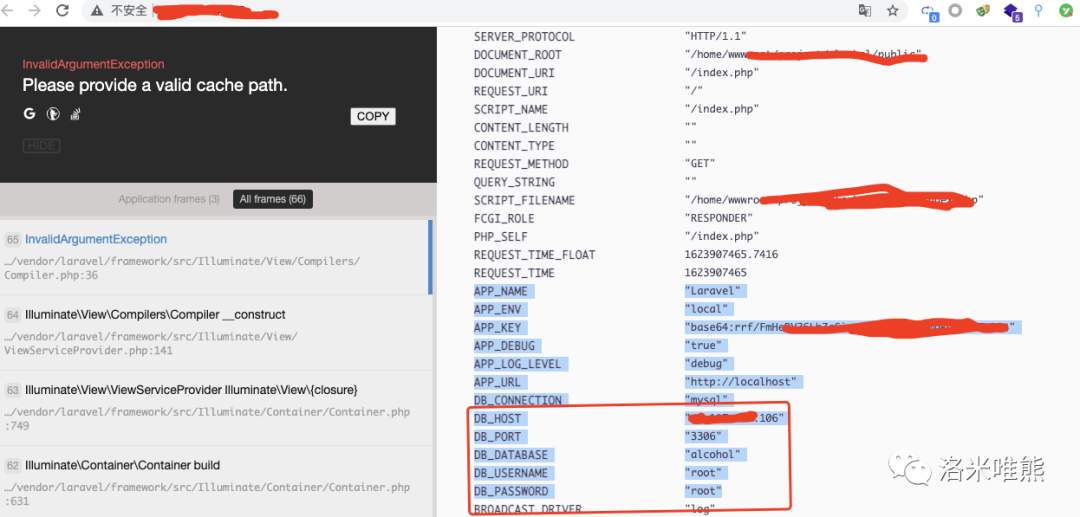 不安全
0
5
InvalidArgumentException
Please provide a valid cache path.
COPY
HIDE
Application frames (3)
All frames (66)
65 InvalidArgumentException
…/vendor/laravel/framework/src/Illuminate/View/Compilers/
Compiler.php:36
64 Illuminate\View\Compilers\Compiler __construct
…/vendor/laravel/framework/src/Illuminate/View/
ViewServiceProvider.php:141
63 Illuminate\View\ViewServiceProvider Illuminate\View\{closure}
…/vendor/laravel/framework/src/Illuminate/Container/Container.php
:749
62 Illuminate\Container\Container build
…/vendor/laravel/framework/src/Illuminate/Container/Container.php
:631
SERVER_PROTOCOL "HTTP/1.1"
DOCUMENT_ROOT "/home/www
DOCUMENT_URI "/index.php"
REQUEST_URI "/"
SCRIPT_NAME "/index.php"
CONTENT_LENGTH ""
CONTENT_TYPE ""
REQUEST_METHOD "GET"
QUERY_STRING ""
SCRIPT_FILENAME "/home/wwwro
FCGI_ROLE "RESPONDER"
PHP_SELF "/index.php"
REQUEST_TIME_FLOAT 1623907465.7416
REQUEST_TIME 1623907465
APP_NAME "Laravel"
APP_ENV "local"
APP_KEY "base64:rrf/FmHe
APP_DEBUG "true"
APP_LOG_LEVEL "debug"
APP_URL "http://localhost"
DB_CONNECTION "mysql"
DB_HOST .106"
DB_PORT "3306"
DB_DATABASE "alcohol"
DB_USERNAME "root"
DB_PASSWORD "root"
BROADCAST_DRIVER "log"
洛米唯熊